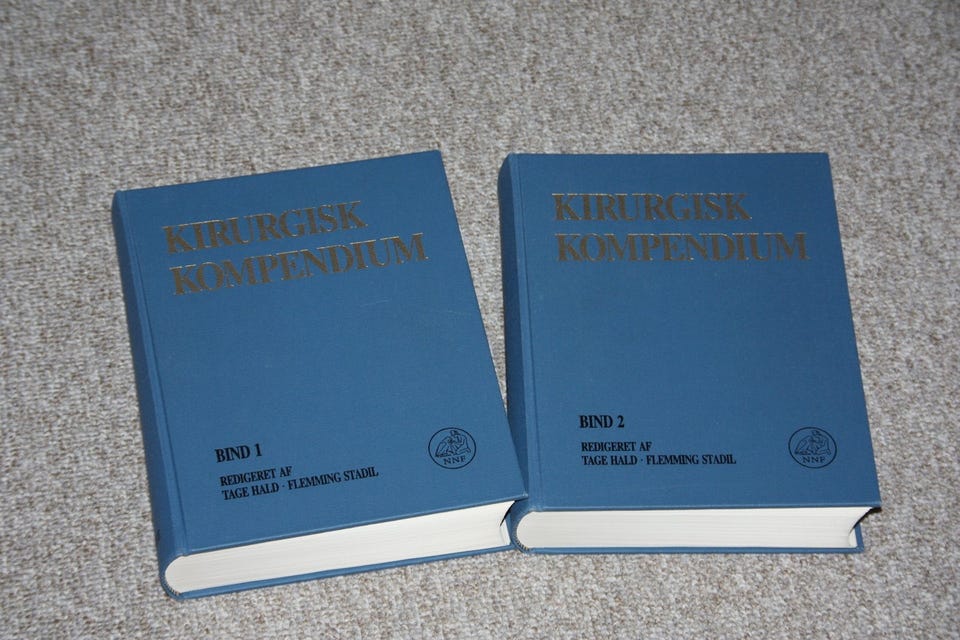 KIRURGISK
KOMPENDIUM
BIND 1
REDIGERET AF
TAGE HALD · FLEMMING STADIL
NNF
KIRURGISK
KOMPENDIUM
BIND 2
REDIGERET AF
TAGE HALD · FLEMMING STADIL
NNF